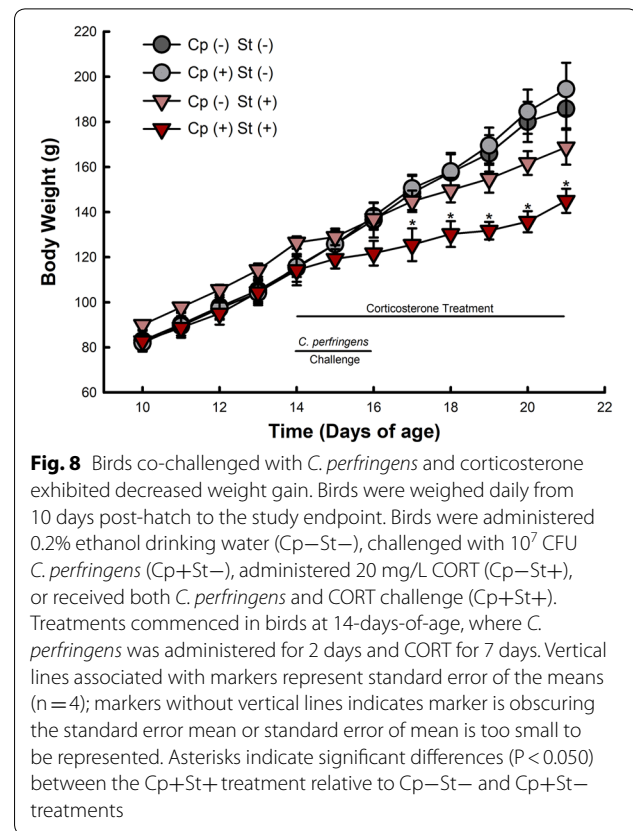 Cp (-) St (-)
Cp (+) St (-)
Cp (-) St (+)
Cp (+) St (+)
220
200
180
160
140
120
100
80
60
Body Weight (g)
* * * * *
Corticosterone Treatment
C. perfringens
Challenge
10 12 14 16 18 20 22
Time (Days of age)
Fig. 8 Birds co-challenged with C. perfringens and corticosterone
exhibited decreased weight gain. Birds were weighed daily from
10 days post-hatch to the study endpoint. Birds were administered
0.2% ethanol drinking water (Cp−St−), challenged with 10⁷ CFU
C. perfringens (Cp+St−), administered 20 mg/L CORT (Cp−St+),
or received both C. perfringens and CORT challenge (Cp+St+).
Treatments commenced in birds at 14-days-of-age, where C.
perfringens was administered for 2 days and CORT for 7 days. Vertical
lines associated with markers represent standard error of the means
(n = 4); markers without vertical lines indicates marker is obscuring
the standard error mean or standard error of mean is too small to
be represented. Asterisks indicate significant differences (P < 0.050)
between the Cp+St+ treatment relative to Cp−St− and Cp+St−
treatments